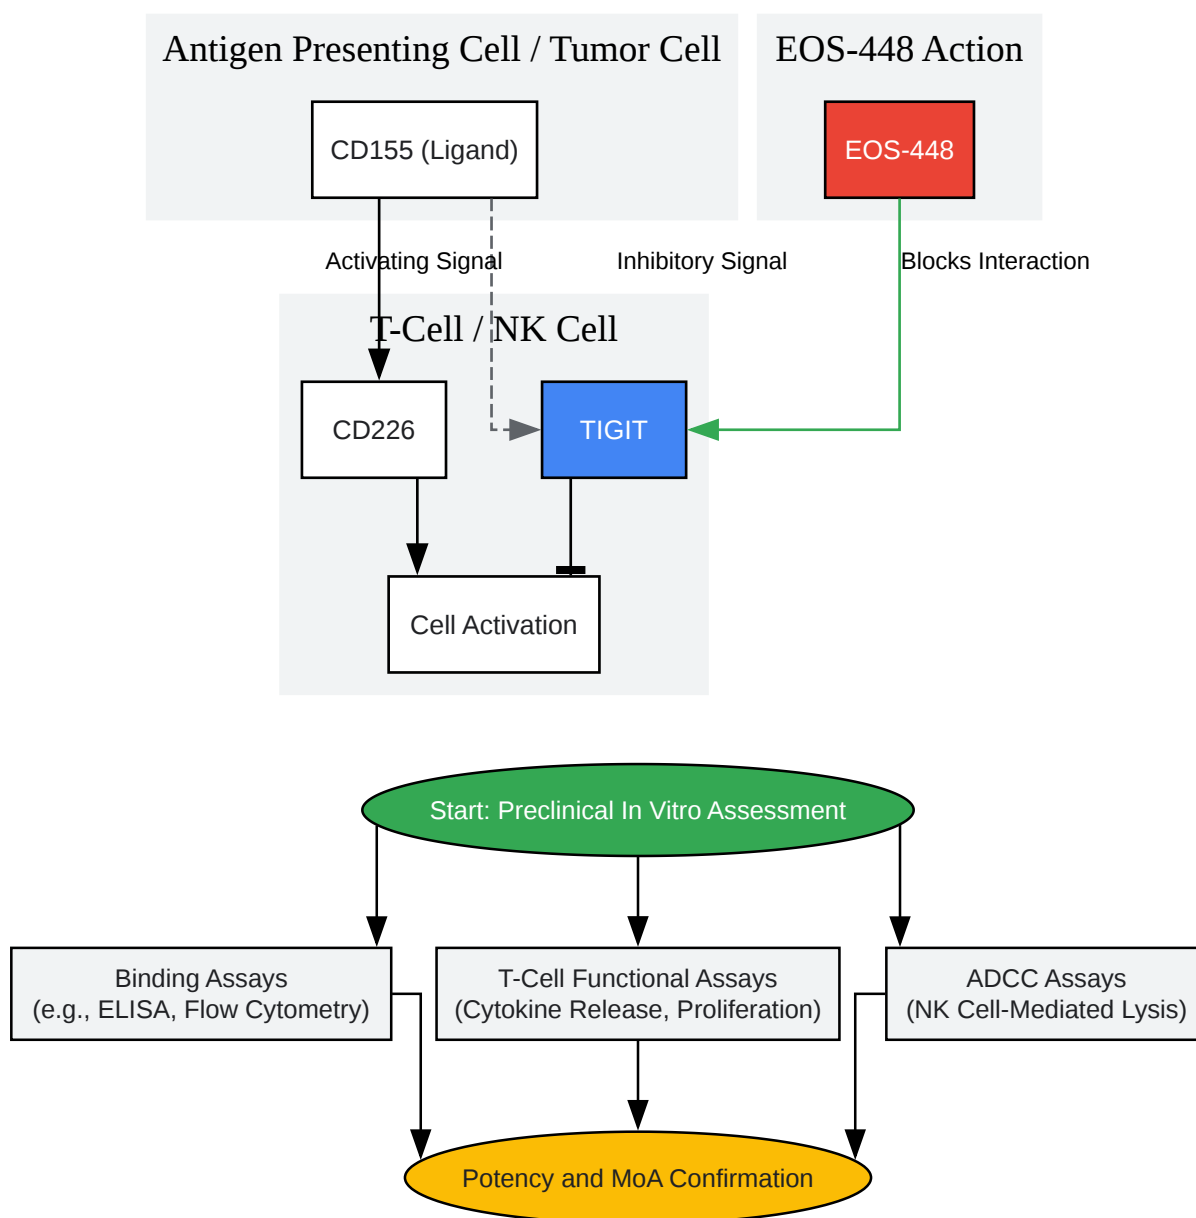 Antigen Presenting Cell / Tumor Cell
EOS-448 Action
CD155 (Ligand)
EOS-448
Activating Signal
Inhibitory Signal
Blocks Interaction
T-Cell / NK Cell
CD226
TIGIT
Cell Activation
Start: Preclinical In Vitro Assessment
Binding Assays
(e.g., ELISA, Flow Cytometry)
T-Cell Functional Assays
(Cytokine Release, Proliferation)
ADCC Assays
(NK Cell-Mediated Lysis)
Potency and MoA Confirmation